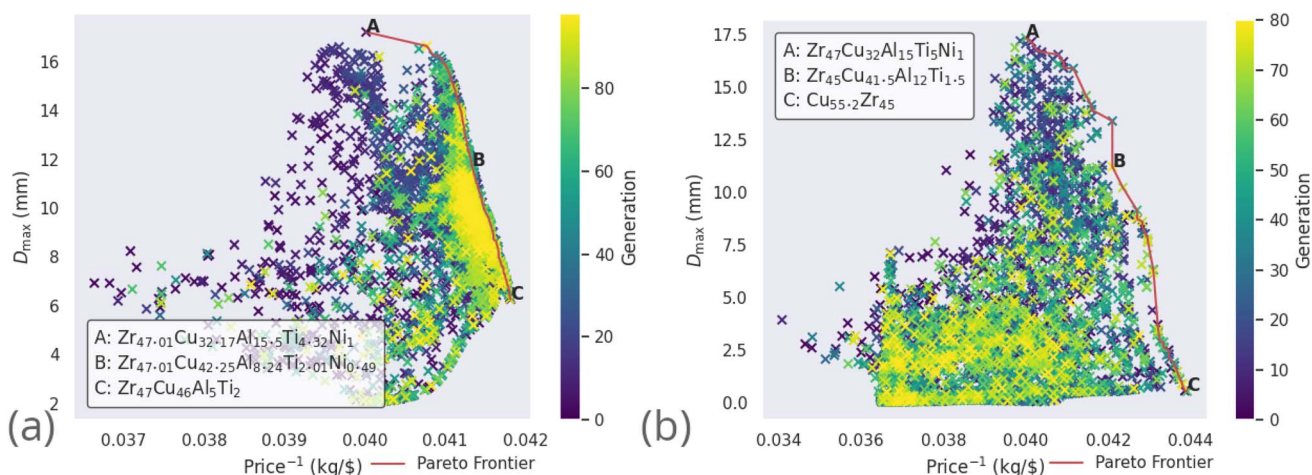 16
14
12
10
8
6
4
2
D_max (mm)
A
B
C
A: Zr₄₇.₀₁Cu₃₂.₁₇Al₁₅.₅Ti₄.₃₂Ni₁
B: Zr₄₇.₀₁Cu₄₂.₂₅Al₈.₂₄Ti₂.₀₁Ni₀.₄₉
C: Zr₄₇Cu₄₆Al₅Ti₂
0.037 0.038 0.039 0.040 0.041 0.042
Price⁻¹ (kg/$) Pareto Frontier
80
60
40
20
0
Generation
(a)
17.5
15.0
12.5
10.0
7.5
5.0
2.5
0.0
D_max (mm)
A: Zr₄₇Cu₃₂Al₁₅Ti₅Ni₁
B: Zr₄₅Cu₄₁.₅Al₁₂Ti₁.₅
C: Cu₅₅.₂Zr₄₅
A
B
C
0.034 0.036 0.038 0.040 0.042 0.044
Price⁻¹ (kg/$) Pareto Frontier
80
70
60
50
40
30
20
10
0
Generation
(b)